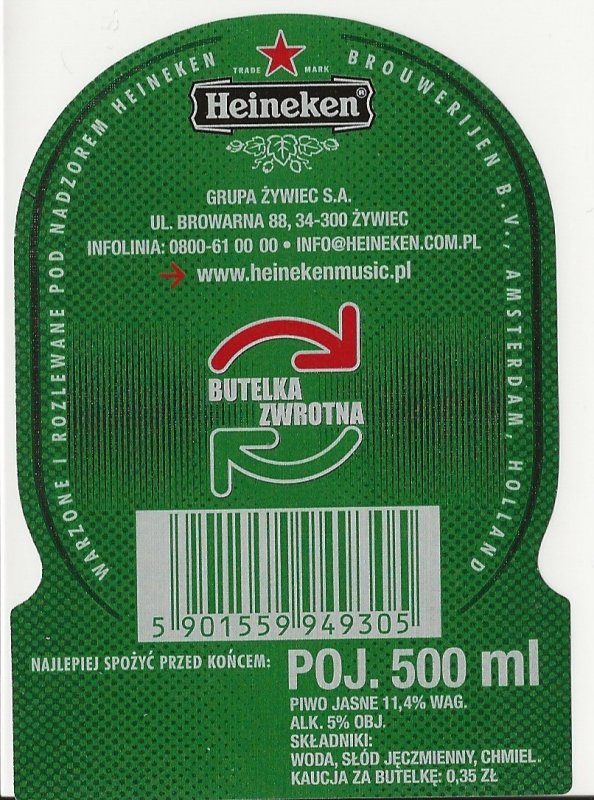 WARZONE I ROZLEWANE POD NADZOREM HEINEKEN BROUWERIJEN B.V., AMSTERDAM, HOLLAND
TRADE MARK
Heineken®
GRUPA ŻYWIEC S.A.
UL. BROWARNA 88, 34-300 ŻYWIEC
INFOLINIA: 0800-61 00 00 • INFO@HEINEKEN.COM.PL
→ www.heinekenmusic.pl
BUTELKA
ZWROTNA
5 901559 949305
NAJLEPIEJ SPOŻYĆ PRZED KOŃCEM:
POJ. 500 ml
PIWO JASNE 11,4% WAG.
ALK. 5% OBJ.
SKŁADNIKI:
WODA, SŁÓD JĘCZMIENNY, CHMIEL.
KAUCJA ZA BUTELKĘ: 0,35 ZŁ